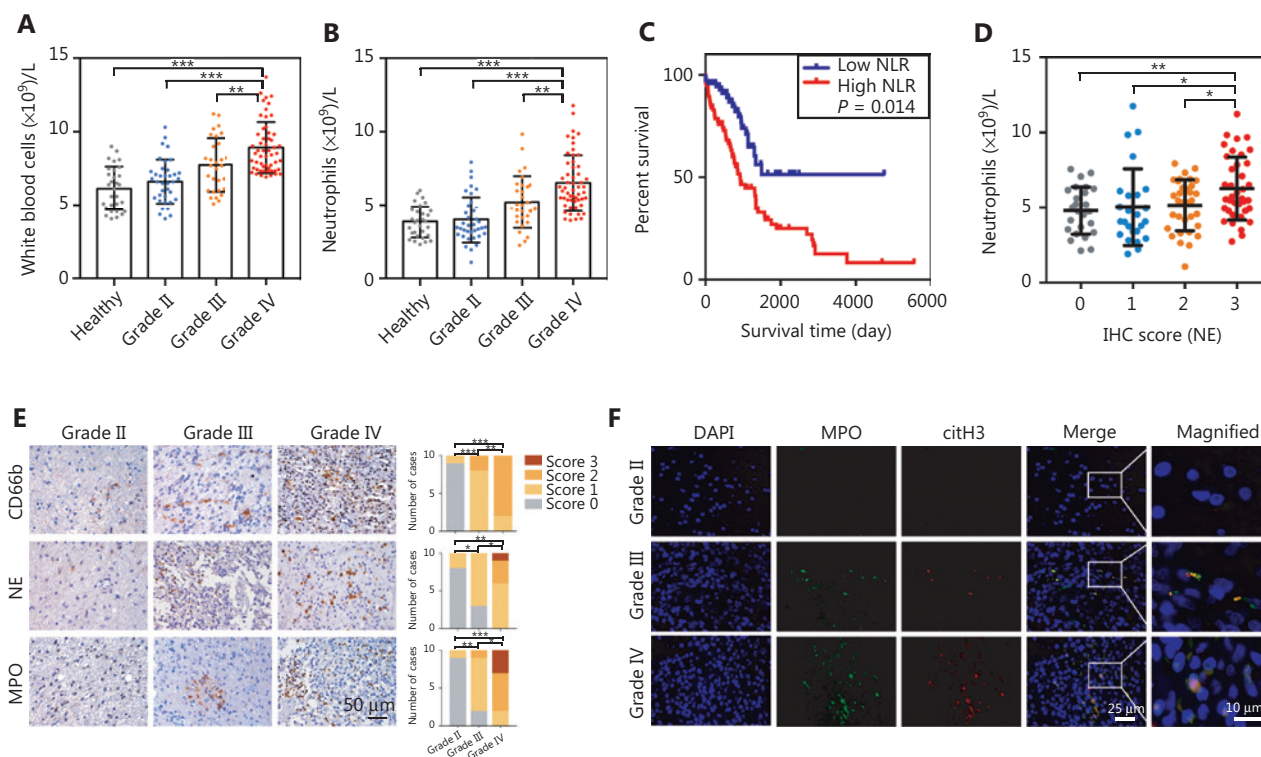 A
White blood cells (×10⁹)/L
15
10
5
0
***
***
**
Healthy
Grade II
Grade III
Grade IV
B
Neutrophils (×10⁹)/L
15
10
5
0
***
***
**
Healthy
Grade II
Grade III
Grade IV
C
Percent survival
100
50
0
Low NLR
High NLR
P = 0.014
0
2000
4000
6000
Survival time (day)
D
Neutrophils (×10⁹)/L
15
10
5
0
**
*
*
0
1
2
3
IHC score (NE)
E
Grade II
Grade III
Grade IV
CD66b
NE
MPO
50 μm
Number of cases
10
5
0
***
***
**
Score 3
Score 2
Score 1
Score 0
Number of cases
10
5
0
**
*
*
Number of cases
10
5
0
***
**
*
Grade II
Grade III
Grade IV
F
DAPI
MPO
citH3
Merge
Magnified
Grade II
Grade III
Grade IV
25 μm
10 μm